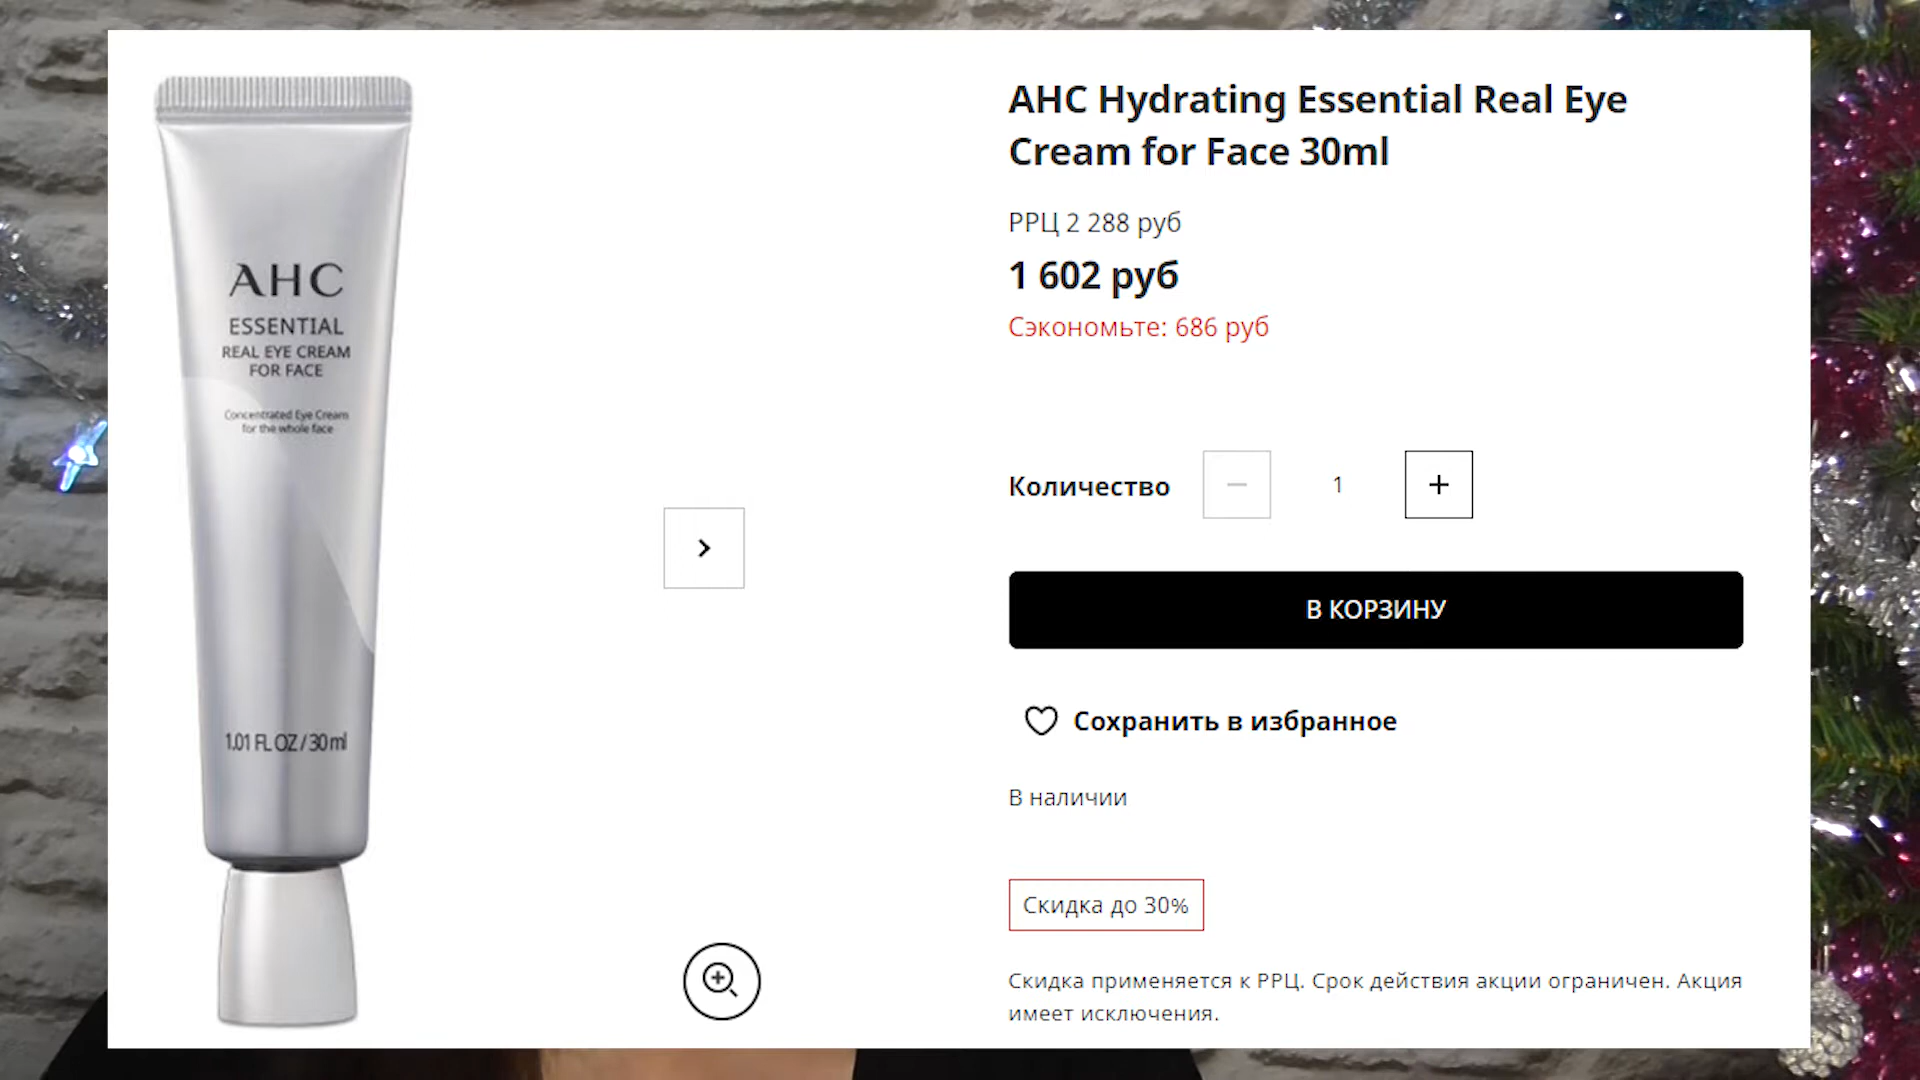 AHC
ESSENTIAL
REAL EYE CREAM
FOR FACE
Concentrated Eye Cream
for the whole face
1.01 FL OZ / 30 ml
AHC Hydrating Essential Real Eye
Cream for Face 30ml
РРЦ 2 288 руб
1 602 руб
Сэкономьте: 686 руб
Количество 1
В КОРЗИНУ
Сохранить в избранное
В наличии
Скидка до 30%
Скидка применяется к РРЦ. Срок действия акции ограничен. Акция
имеет исключения.